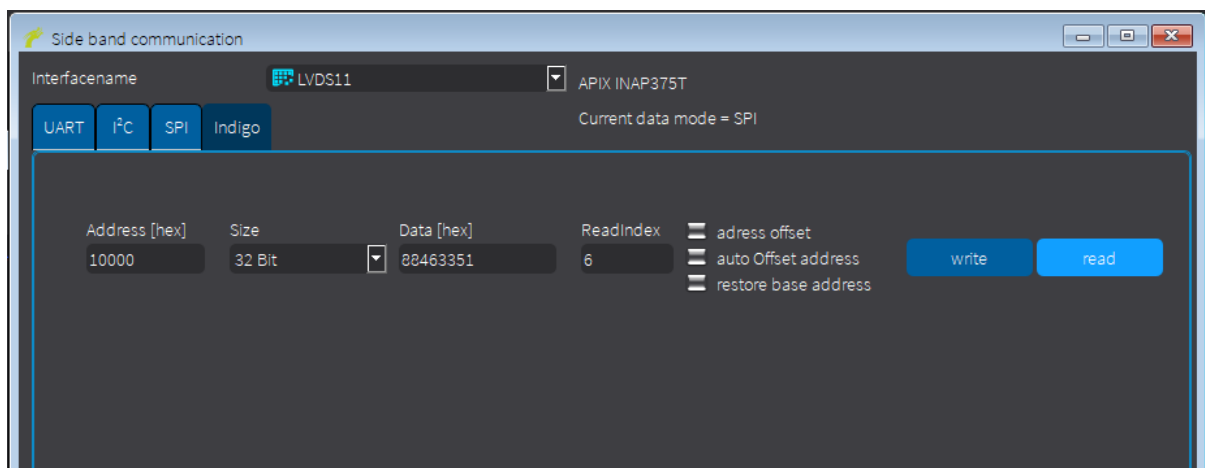 Side band communication
Interfacename LVDS11 APIX INAP375T
Current data mode = SPI
UART I²C SPI Indigo
Address [hex] Size Data [hex] ReadIndex adress offset
10000 32 Bit 88463351 6 auto Offset address write read
restore base address